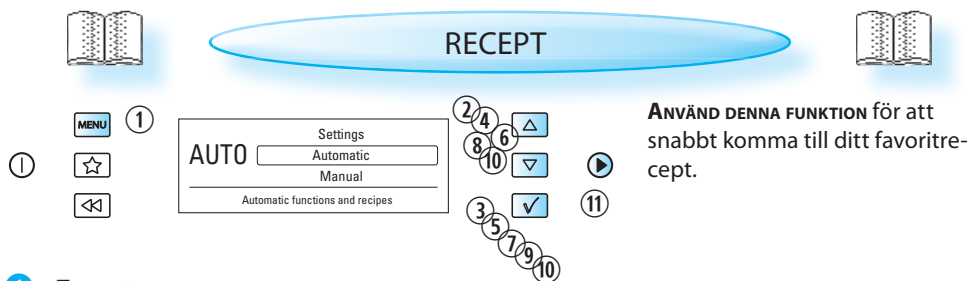 RECEPT
MENU
①
AUTO
Settings
Automatic
Manual
Automatic functions and recipes
②
④
⑥
⑧
⑩
③
⑤
⑦
⑨
⑩
⑪
ANVÄND DENNA FUNKTION för att
snabbt komma till ditt favoritre-
cept.